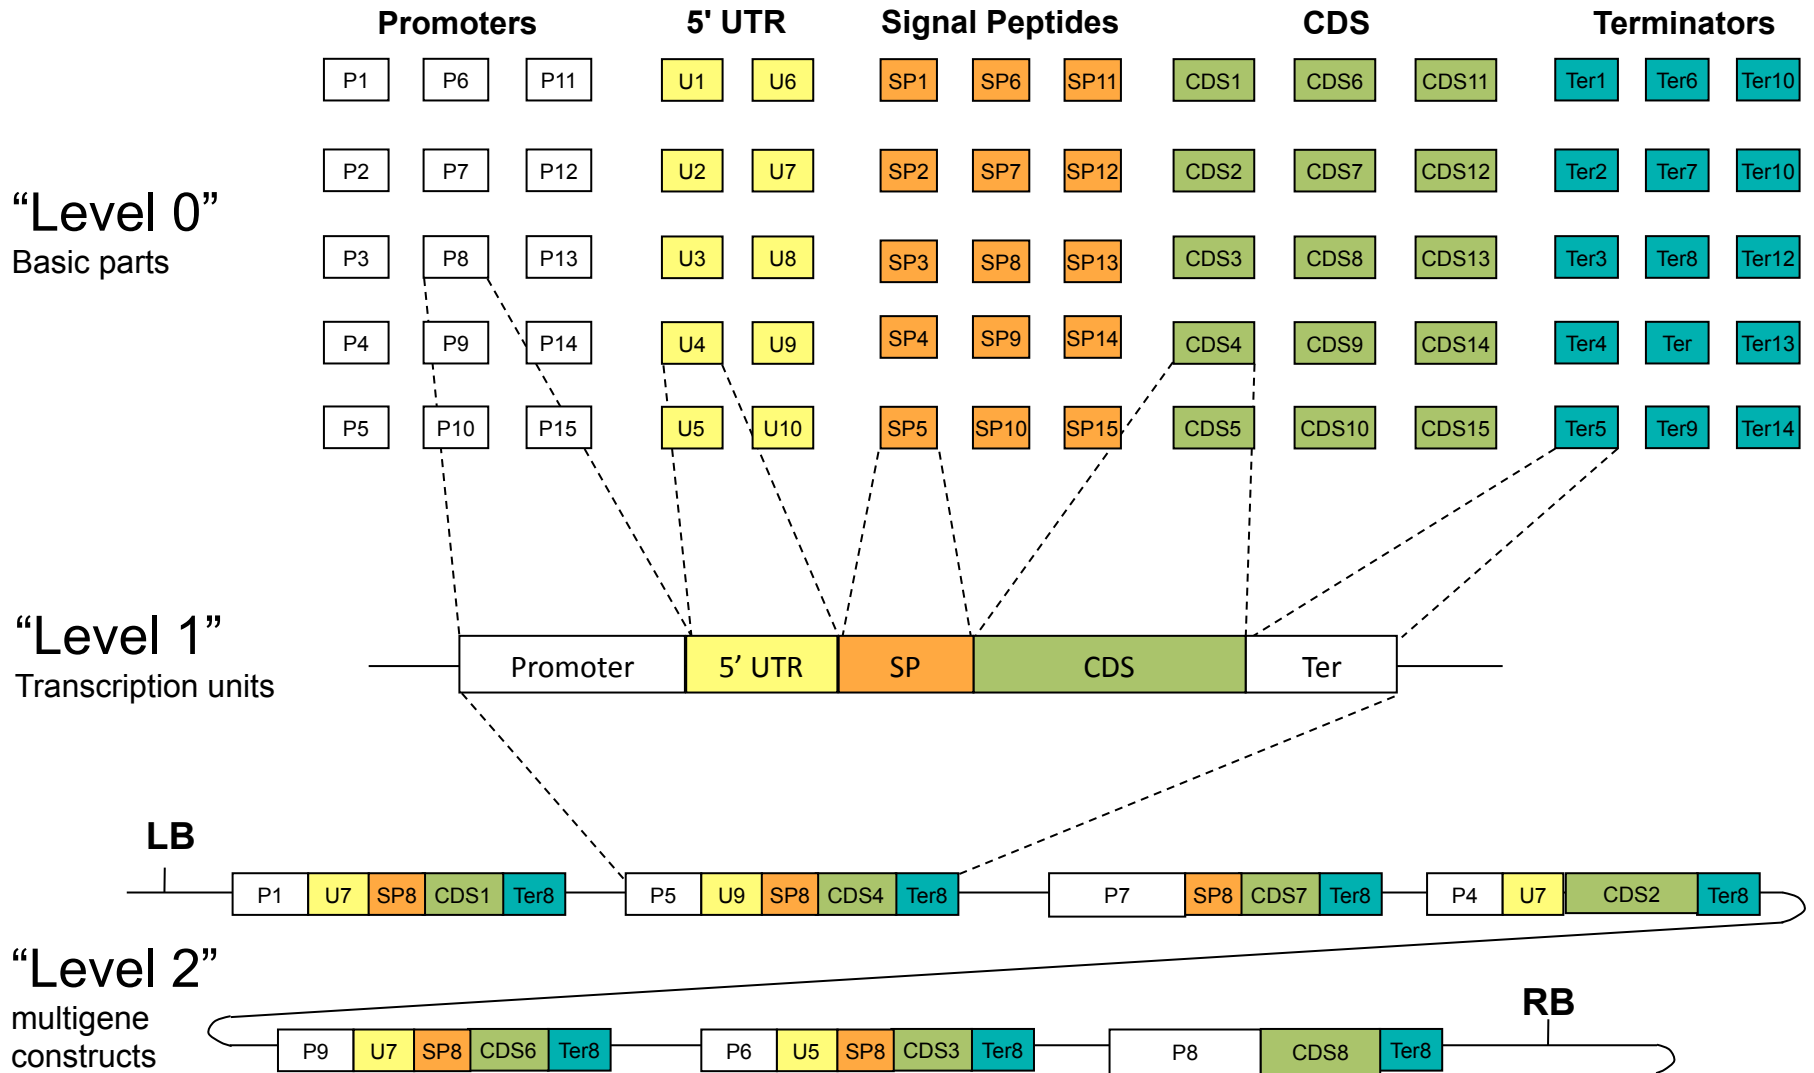 Promoters 5' UTR Signal Peptides CDS Terminators
P1 P6 P11 U1 U6 SP1 SP6 SP11 CDS1 CDS6 CDS11 Ter1 Ter6 Ter10
P2 P7 P12 U2 U7 SP2 SP7 SP12 CDS2 CDS7 CDS12 Ter2 Ter7 Ter10
“Level 0”
Basic parts
P3 P8 P13 U3 U8 SP3 SP8 SP13 CDS3 CDS8 CDS13 Ter3 Ter8 Ter12
P4 P9 P14 U4 U9 SP4 SP9 SP14 CDS4 CDS9 CDS14 Ter4 Ter Ter13
P5 P10 P15 U5 U10 SP5 SP10 SP15 CDS5 CDS10 CDS15 Ter5 Ter9 Ter14
“Level 1”
Transcription units
Promoter 5’ UTR SP CDS Ter
LB
P1 U7 SP8 CDS1 Ter8 P5 U9 SP8 CDS4 Ter8 P7 SP8 CDS7 Ter8 P4 U7 CDS2 Ter8
“Level 2”
multigene
constructs
RB
P9 U7 SP8 CDS6 Ter8 P6 U5 SP8 CDS3 Ter8 P8 CDS8 Ter8